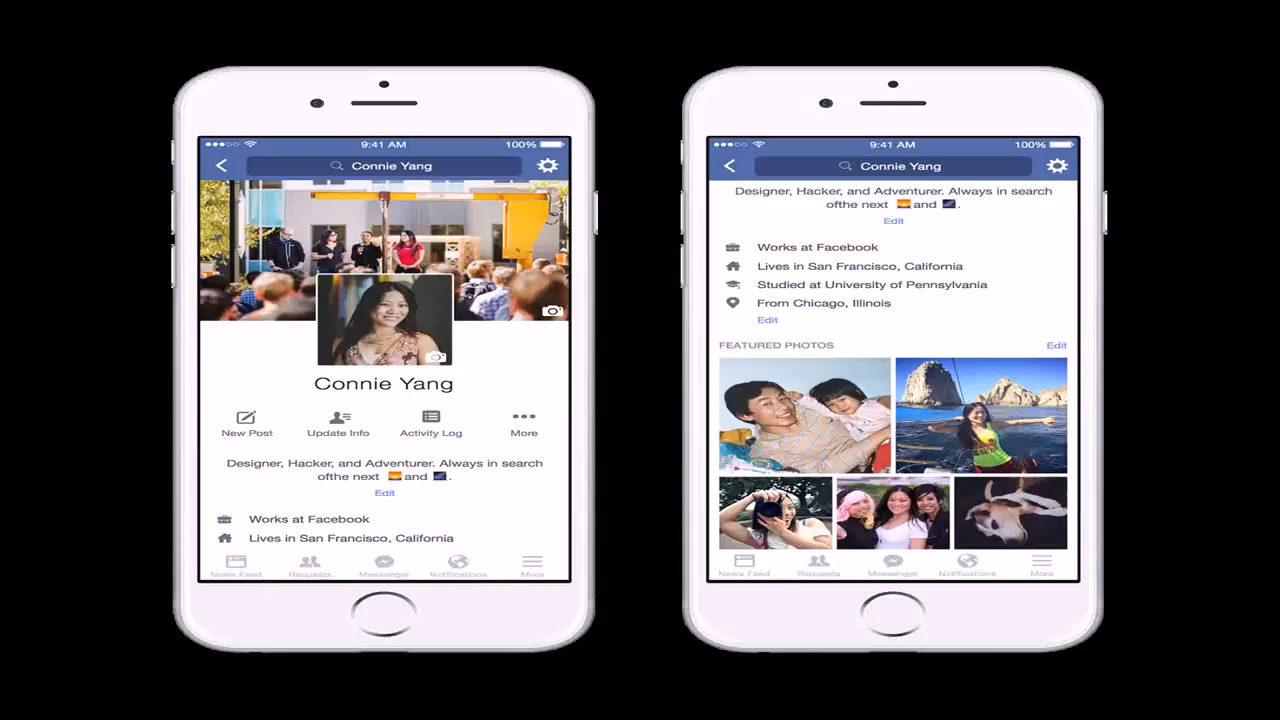 9:41 AM
100%
Connie Yang
Connie Yang
New Post
Update Info
Activity Log
More
Designer, Hacker, and Adventurer. Always in search
ofthe next 🌅and 🌌.
Edit
Works at Facebook
Lives in San Francisco, California
News Feed
Requests
Messenger
Notifications
More
9:41 AM
100%
Connie Yang
Designer, Hacker, and Adventurer. Always in search
ofthe next 🌅and 🌌.
Edit
Works at Facebook
Lives in San Francisco, California
Studied at University of Pennsylvania
From Chicago, Illinois
Edit
FEATURED PHOTOS
Edit
News Feed
Requests
Messenger
Notifications
More